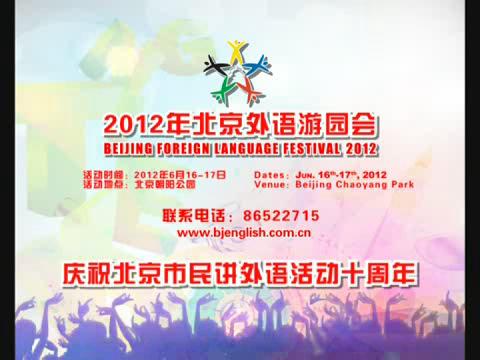 2012年北京外语游园会
BEIJING FOREIGN LANGUAGE FESTIVAL 2012
活动时间：2012年6月16-17日 Dates: JUN. 16th-17th, 2012
活动地点：北京朝阳公园 Venue: Beijing Chaoyang Park
联系电话：86522715
www.bjenglish.com.cn
庆祝北京市民讲外语活动十周年